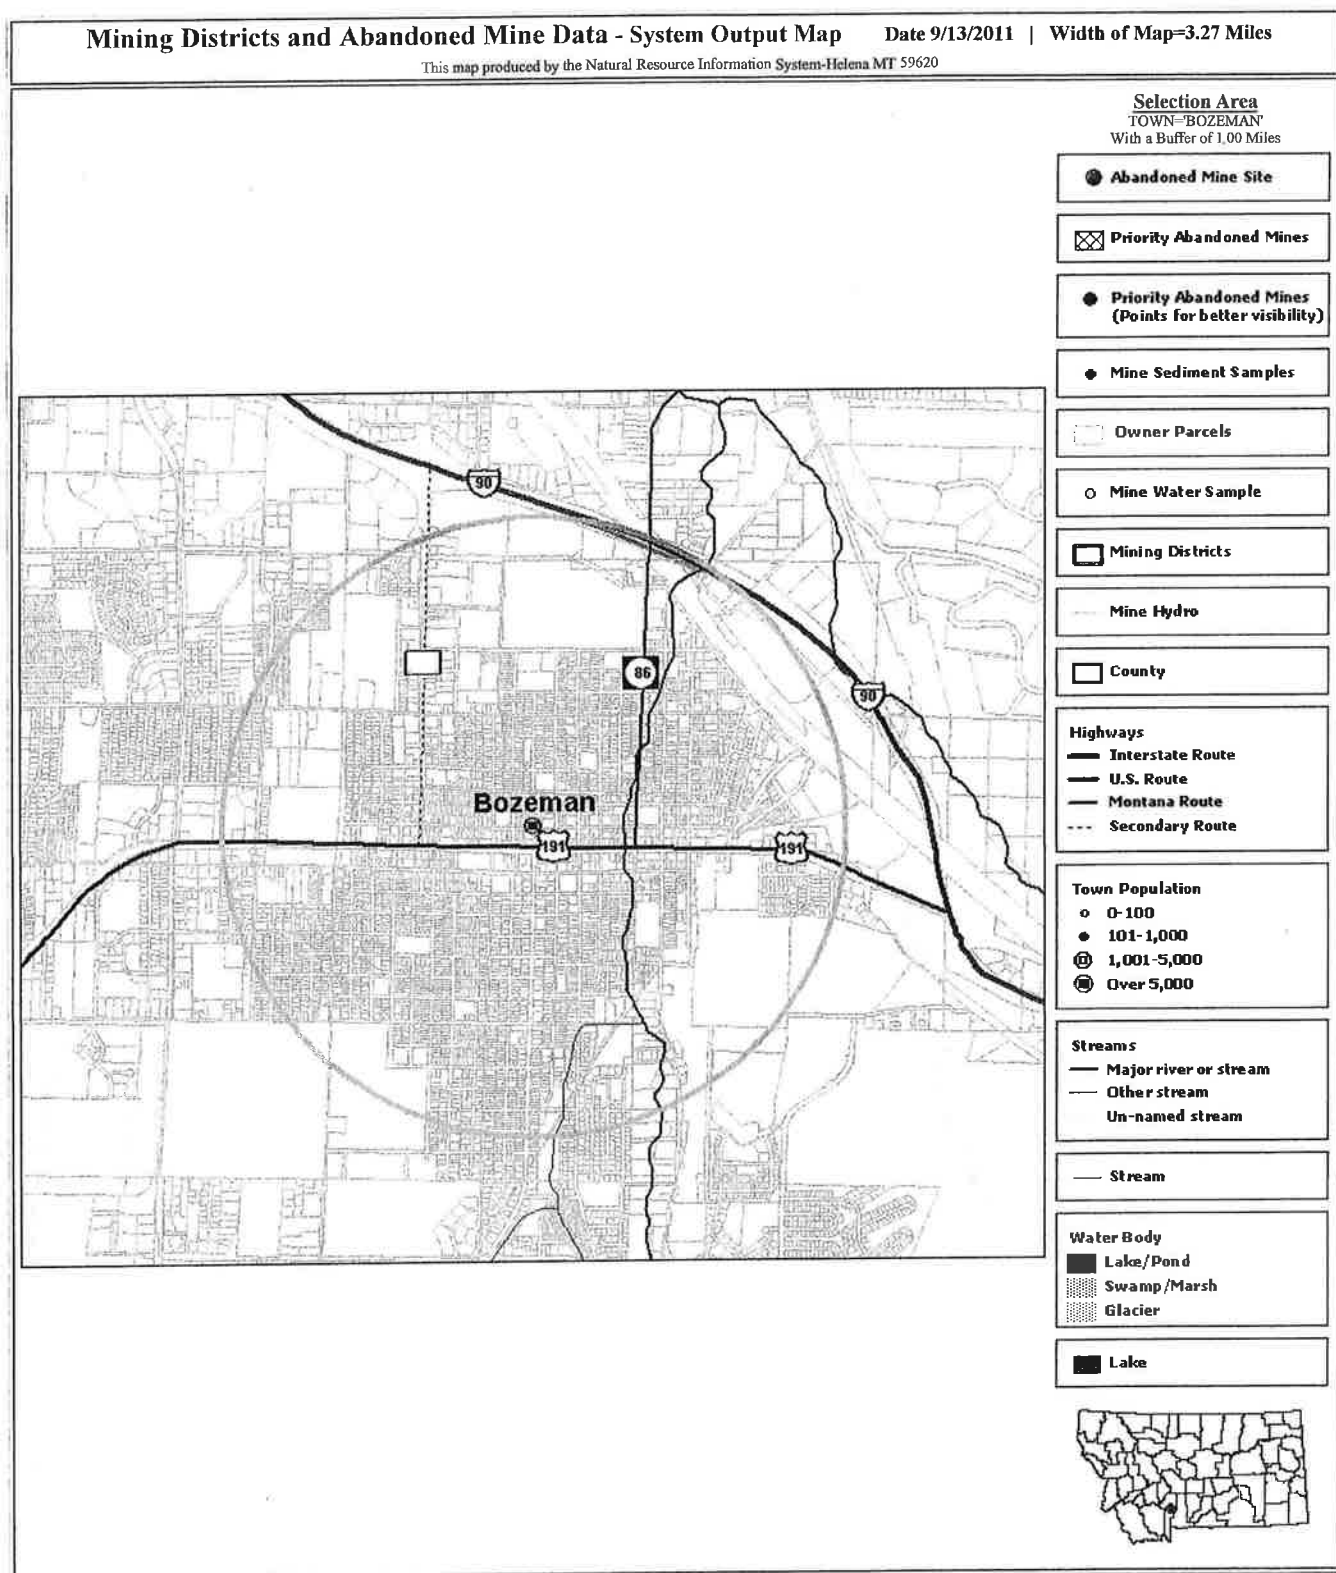 Mining Districts and Abandoned Mine Data - System Output Map Date 9/13/2011 | Width of Map=3.27 Miles
This map produced by the Natural Resource Information System-Helena MT 59620
Selection Area
TOWN='BOZEMAN'
With a Buffer of 1.00 Miles
Abandoned Mine Site
Priority Abandoned Mines
Priority Abandoned Mines
(Points for better visibility)
Mine Sediment Samples
Owner Parcels
Mine Water Sample
Mining Districts
Mine Hydro
County
Highways
Interstate Route
U.S. Route
Montana Route
Secondary Route
Town Population
0-100
101-1,000
1,001-5,000
Over 5,000
Streams
Major river or stream
Other stream
Un-named stream
Stream
Water Body
Lake/Pond
Swamp/Marsh
Glacier
Lake
90
86
90
Bozeman
191
191